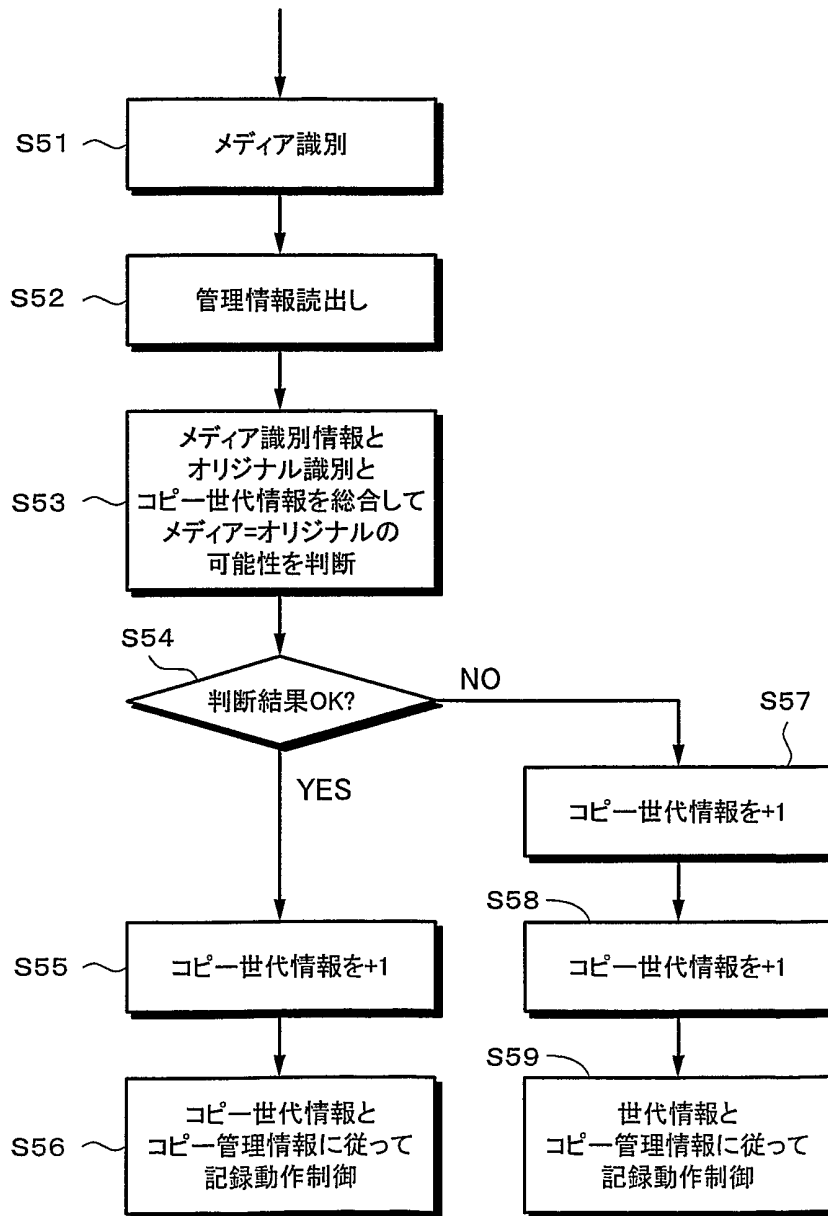 S51
メディア識別
S52
管理情報読出し
S53
メディア識別情報と
オリジナル識別と
コピー世代情報を総合して
メディア=オリジナルの
可能性を判断
S54
判断結果OK?
NO
YES
S57
コピー世代情報を+1
S58
コピー世代情報を+1
S55
コピー世代情報を+1
S59
世代情報と
コピー管理情報に従って
記録動作制御
S56
コピー世代情報と
コピー管理情報に従って
記録動作制御